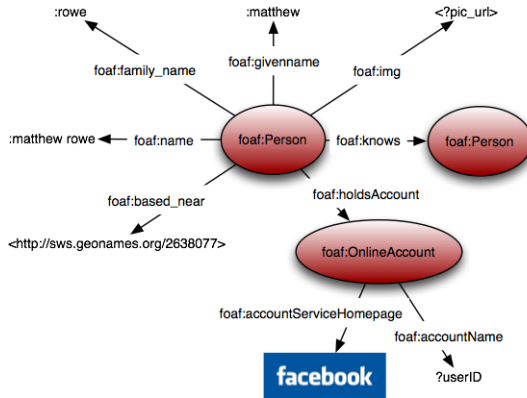 :rowe
:matthew
<?pic_url>
foaf:family_name
foaf:givenname
foaf:img
:matthew rowe
foaf:name
foaf:Person
foaf:knows
foaf:Person
foaf:based_near
foaf:holdsAccount
<http://sws.geonames.org/2638077>
foaf:OnlineAccount
foaf:accountServiceHomepage
foaf:accountName
facebook
?userID